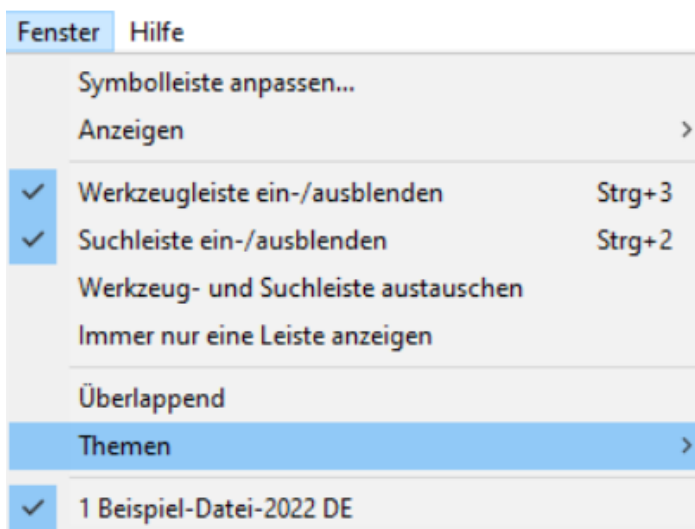 Fenster Hilfe
Symbolleiste anpassen...
Anzeigen
Werkzeugleiste ein-/ausblenden Strg+3
Suchleiste ein-/ausblenden Strg+2
Werkzeug- und Suchleiste austauschen
Immer nur eine Leiste anzeigen
Überlappend
Themen
1 Beispiel-Datei-2022 DE